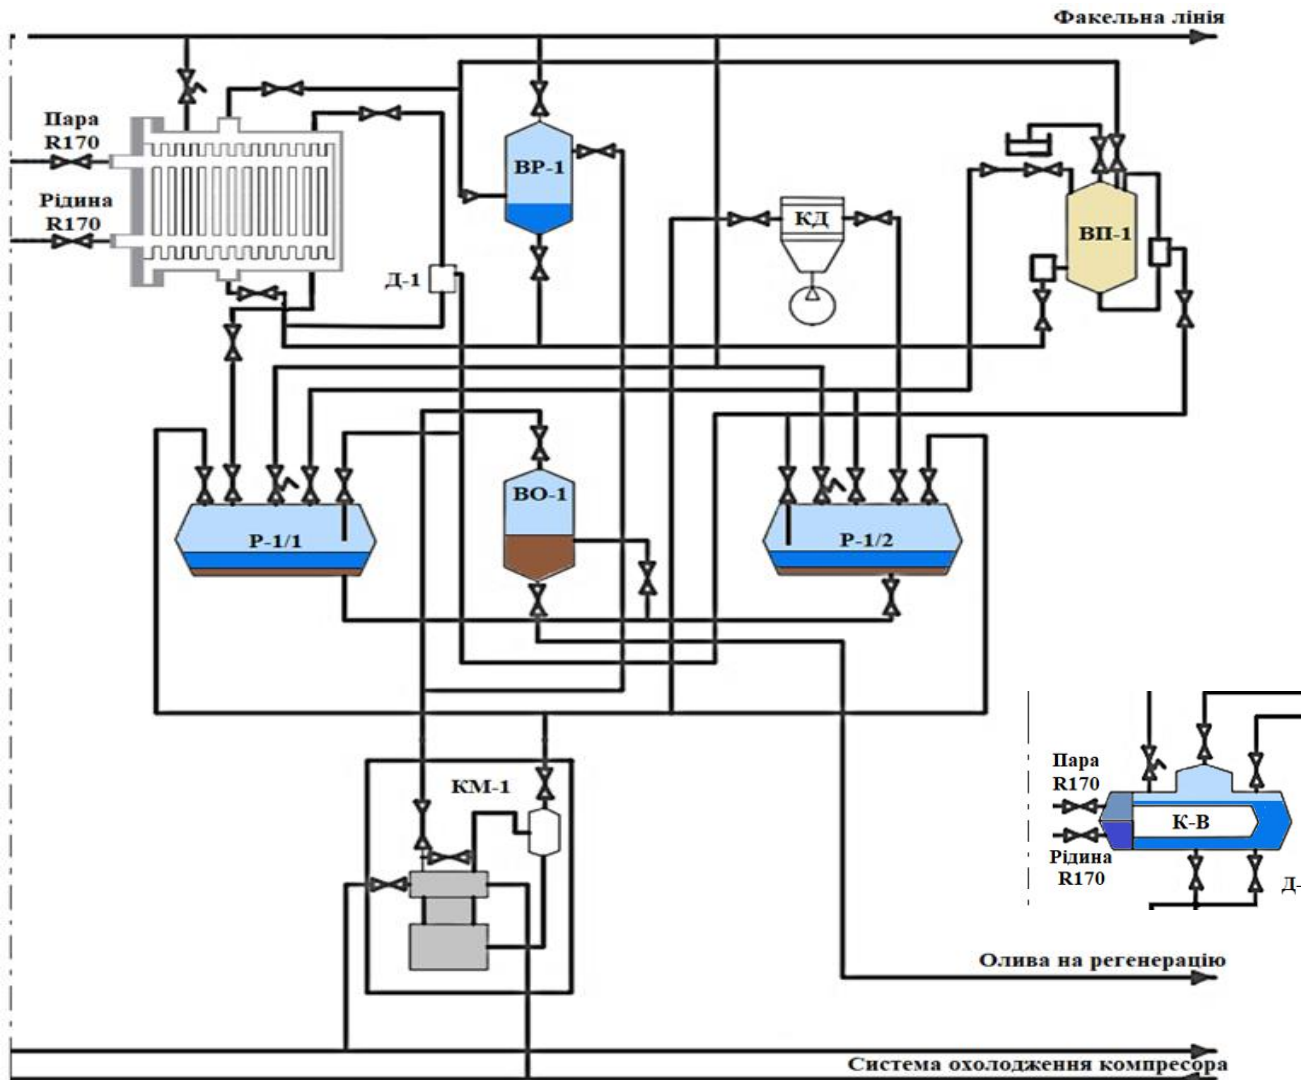 Факельна лінія
Пара
R170
Рідина
R170
ВР-1
КД
ВП-1
Д-1
Р-1/1
ВО-1
Р-1/2
КМ-1
Пара
R170
К-В
Рідина
R170
Д-
Олива на регенерацію
Система охолодження компресора